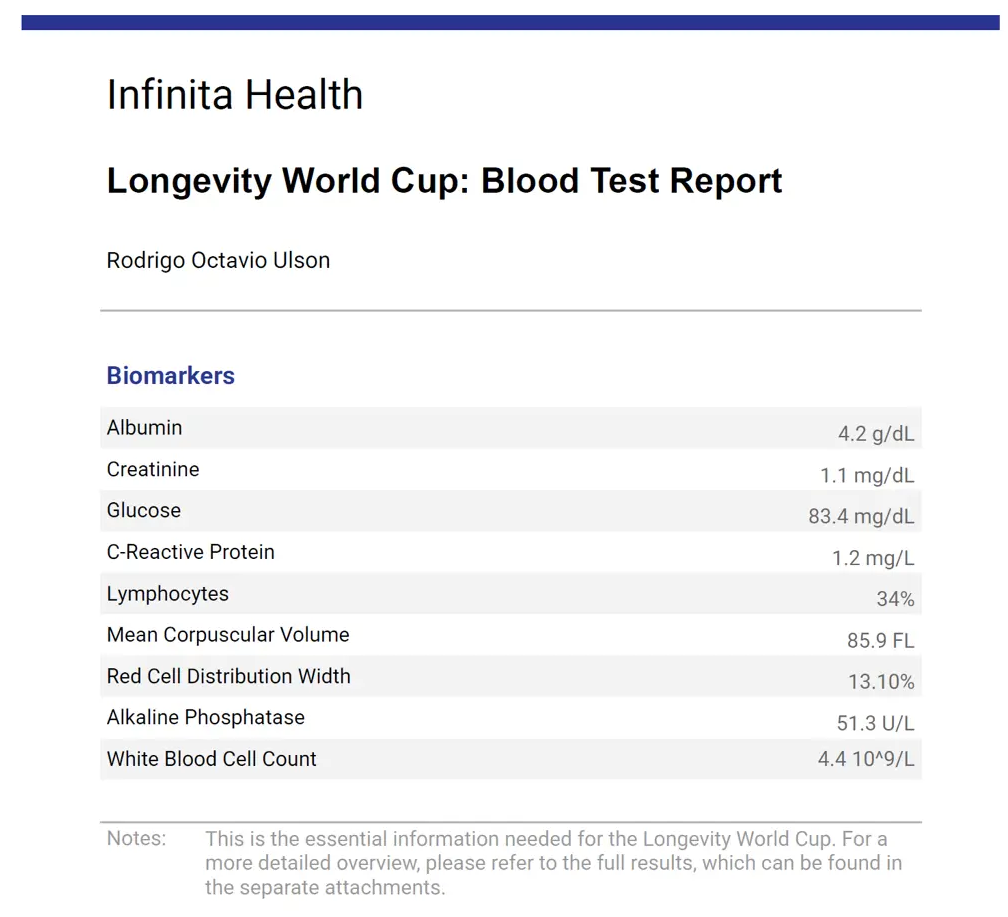 Infinita Health
Longevity World Cup: Blood Test Report
Rodrigo Octavio Ulson
Biomarkers
Albumin 4.2 g/dL
Creatinine 1.1 mg/dL
Glucose 83.4 mg/dL
C-Reactive Protein 1.2 mg/L
Lymphocytes 34%
Mean Corpuscular Volume 85.9 FL
Red Cell Distribution Width 13.10%
Alkaline Phosphatase 51.3 U/L
White Blood Cell Count 4.4 10^9/L
Notes: This is the essential information needed for the Longevity World Cup. For a
more detailed overview, please refer to the full results, which can be found in
the separate attachments.